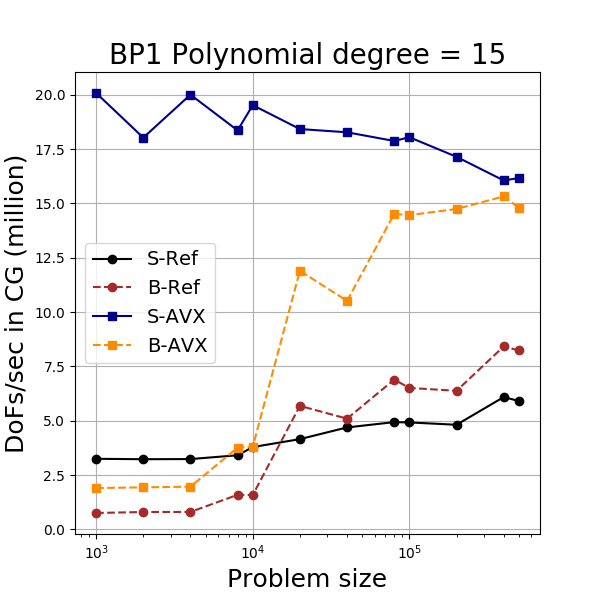 BP1 Polynomial degree = 15
DoFs/sec in CG (million)
20.0
17.5
15.0
12.5
10.0
7.5
5.0
2.5
0.0
S-Ref
B-Ref
S-AVX
B-AVX
10³
10⁴
10⁵
Problem size